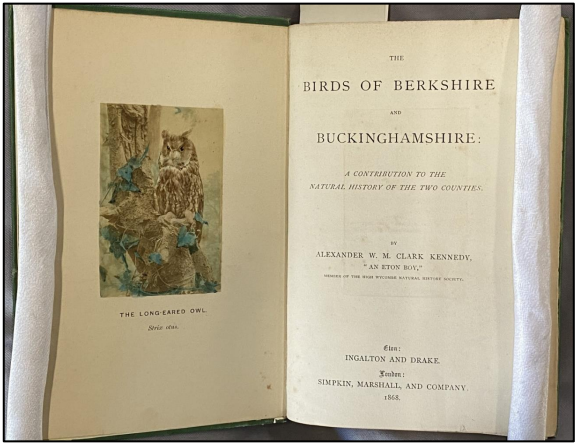 THE LONG-EARED OWL.
Strix otus.
THE
BIRDS OF BERKSHIRE
AND
BUCKINGHAMSHIRE:
A CONTRIBUTION TO THE
NATURAL HISTORY OF THE TWO COUNTIES.
BY
ALEXANDER W. M. CLARK KENNEDY,
"AN ETON BOY,"
MEMBER OF THE HIGH WYCOMBE NATURAL HISTORY SOCIETY.
Eton:
INGALTON AND DRAKE.
London:
SIMPKIN, MARSHALL, AND COMPANY.
1868.